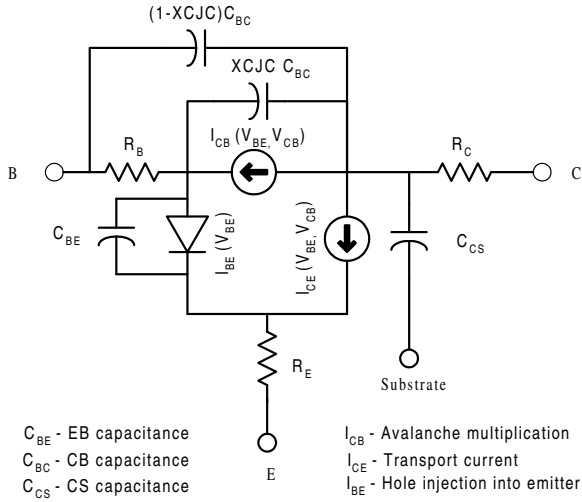 (1-XCJC)C_BC
XCJC C_BC
I_CB (V_BE, V_CB)
R_B
R_C
B
C
C_BE
I_BE (V_BE)
I_CE (V_BE, V_CB)
C_CS
R_E
Substrate
E
C_BE - EB capacitance
C_BC - CB capacitance
C_CS - CS capacitance
I_CB - Avalanche multiplication
I_CE - Transport current
I_BE - Hole injection into emitter